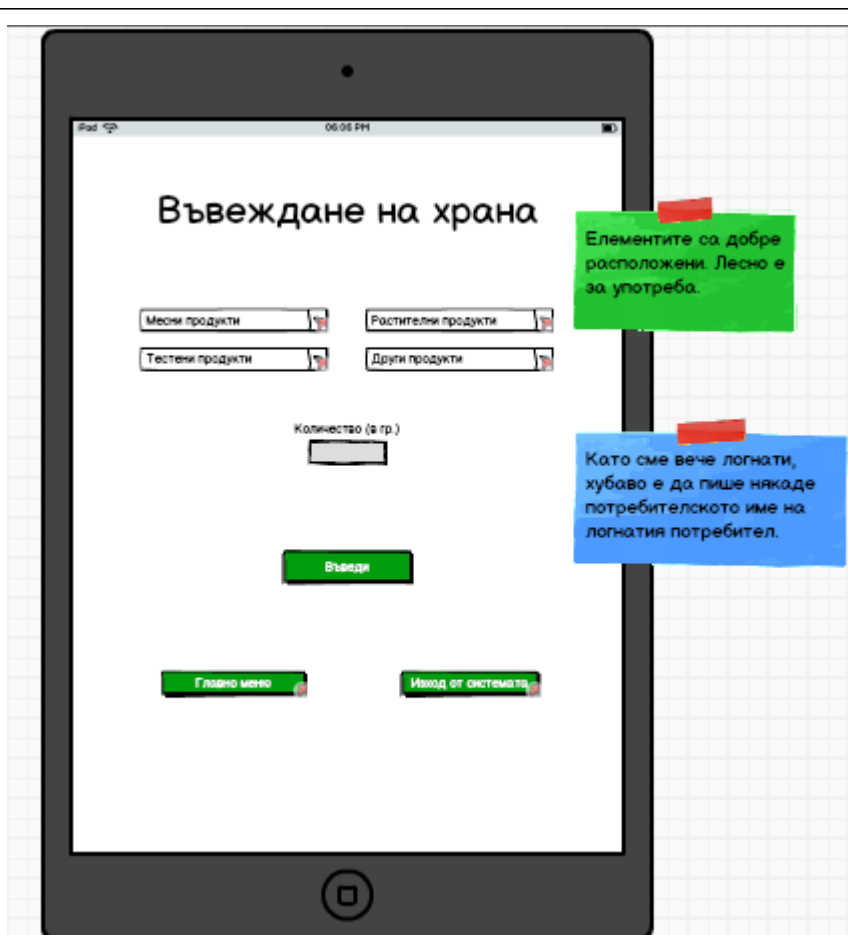 iPad 06:06 PM
Въвеждане на храна
Месни продукти
Растителни продукти
Тестени продукти
Други продукти
Количество (в гр.)
Въведи
Главно меню
Изход от системата
Елементите са добре
разположени. Лесно е
за употреба.
Като сме вече логнати,
хубаво е да пише някаде
потребителското име на
логнатия потребител.